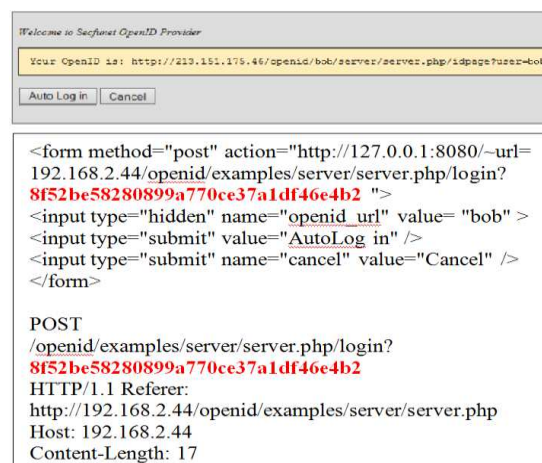 Welcome to Secfunet OpenID Provider
Your OpenID is: http://213.151.175.46/openid/bob/server/server.php/idpage?user=bob
Auto Log in Cancel
<form method="post" action="http://127.0.0.1:8080/~url=
192.168.2.44/openid/examples/server/server.php/login?
8f52be58280899a770ce37a1df46e4b2 ">
<input type="hidden" name="openid_url" value= "bob" >
<input type="submit" value="AutoLog in" />
<input type="submit" name="cancel" value="Cancel" />
</form>
POST
/openid/examples/server/server.php/login?
8f52be58280899a770ce37a1df46e4b2
HTTP/1.1 Referer:
http://192.168.2.44/openid/examples/server/server.php
Host: 192.168.2.44
Content-Length: 17